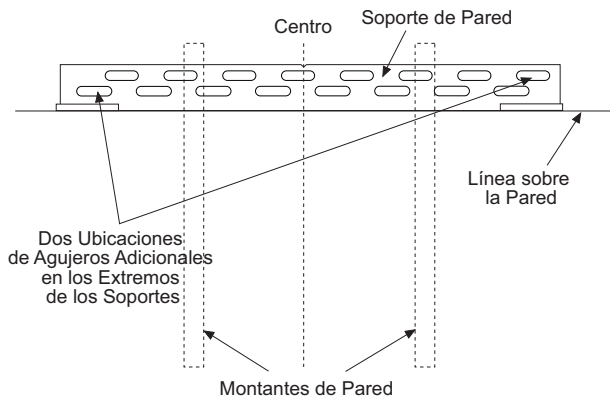 Centro
Soporte de Pared
Línea sobre
la Pared
Dos Ubicaciones
de Agujeros Adicionales
en los Extremos
de los Soportes
Montantes de Pared